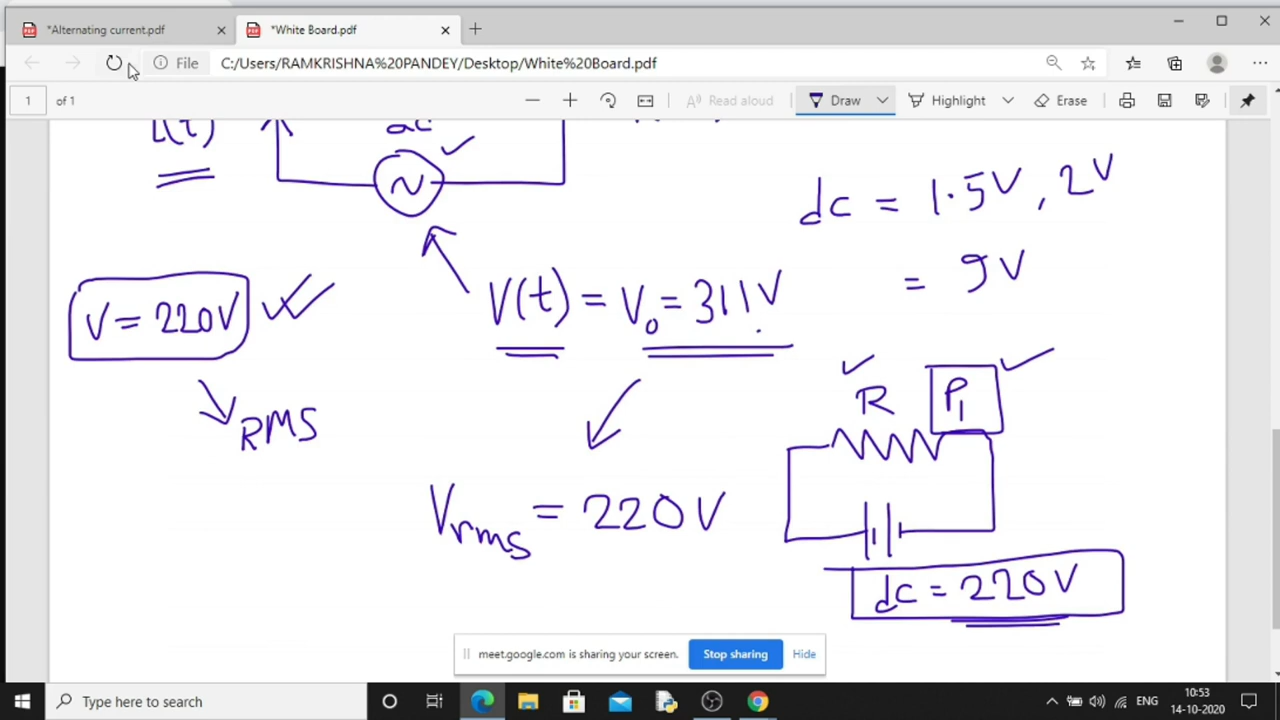 *Alternating current.pdf
*White Board.pdf
File C:/Users/RAMKRISHNA%20PANDEY/Desktop/White%20Board.pdf
1 of 1 Read aloud Draw Highlight Erase
i(t) ac
dc = 1.5V, 2V
= 9V
V = 220V
V(t) = V₀ = 311V
RMS
R P₁
Vrms = 220V
dc = 220V
meet.google.com is sharing your screen. Stop sharing Hide
Type here to search
ENG 10:53
14-10-2020